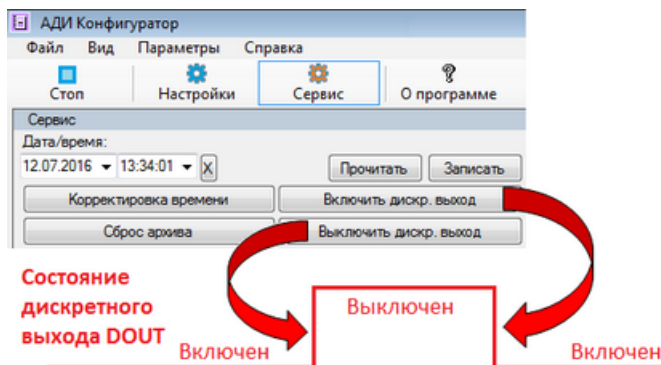 АДИ Конфигуратор
Файл Вид Параметры Справка
Стоп Настройки Сервис О программе
Сервис
Дата/время:
12.07.2016 13:34:01 X Прочитать Записать
Корректировка времени Включить дискр. выход
Сброс архива Выключить дискр. выход
Состояние
дискретного
выхода DOUT
Выключен
Включен Включен